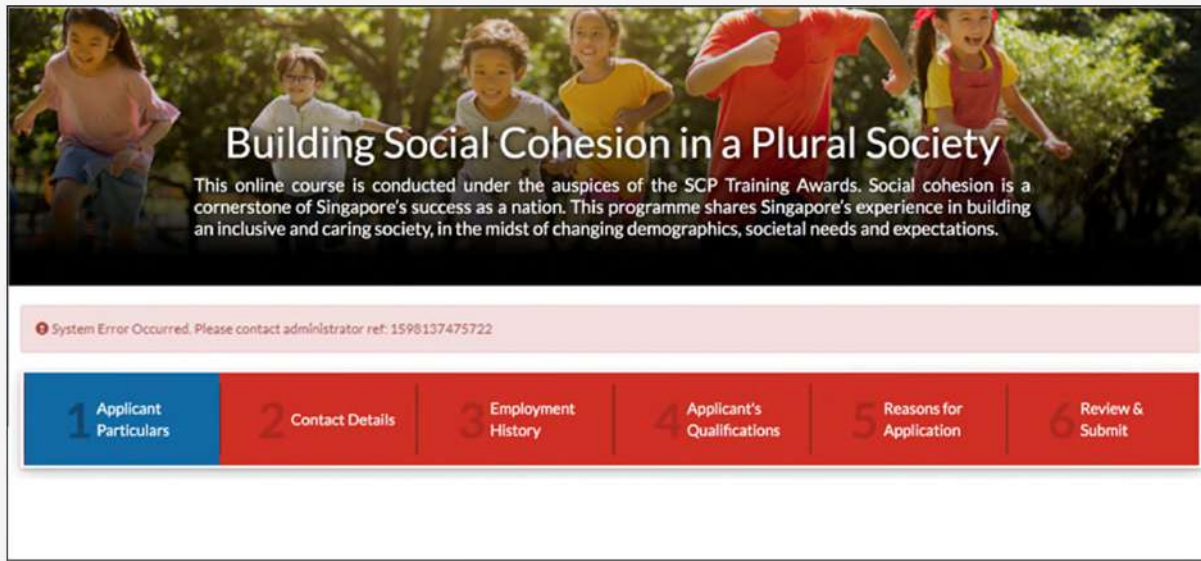 Building Social Cohesion in a Plural Society
This online course is conducted under the auspices of the SCP Training Awards. Social cohesion is a
cornerstone of Singapore's success as a nation. This programme shares Singapore's experience in building
an inclusive and caring society, in the midst of changing demographics, societal needs and expectations.
System Error Occurred. Please contact administrator ref: 1598137475722
1 Applicant
Particulars
2 Contact Details
3 Employment
History
4 Applicant's
Qualifications
5 Reasons for
Application
6 Review &
Submit